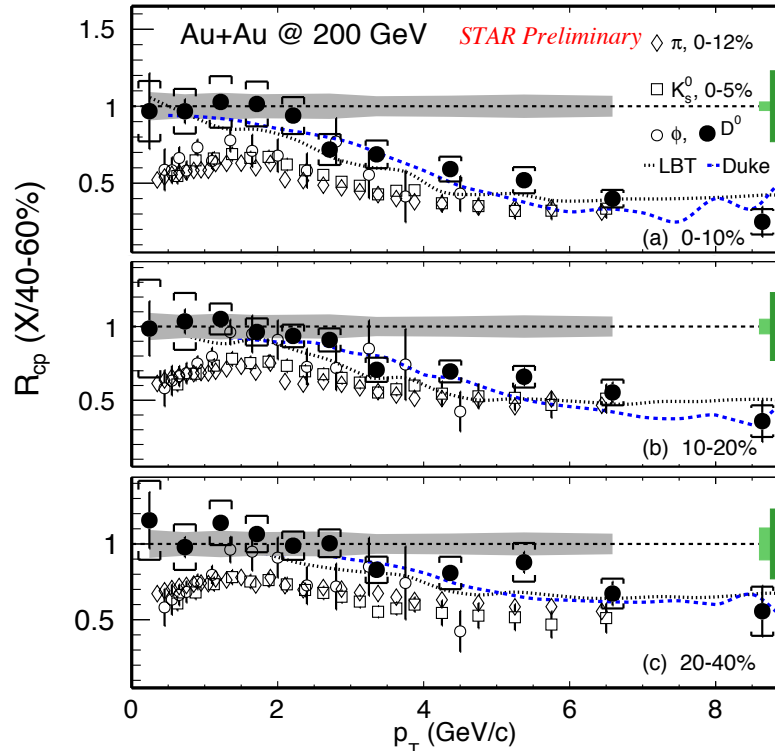 Au+Au @ 200 GeV
STAR Preliminary
π, 0-12%
K⁰ₛ, 0-5%
ϕ, D⁰
LBT Duke
(a) 0-10%
1.5
1
0.5
R_cp (X/40-60%)
1
0.5
(b) 10-20%
1
0.5
(c) 20-40%
0 2 4 6 8
p_T (GeV/c)